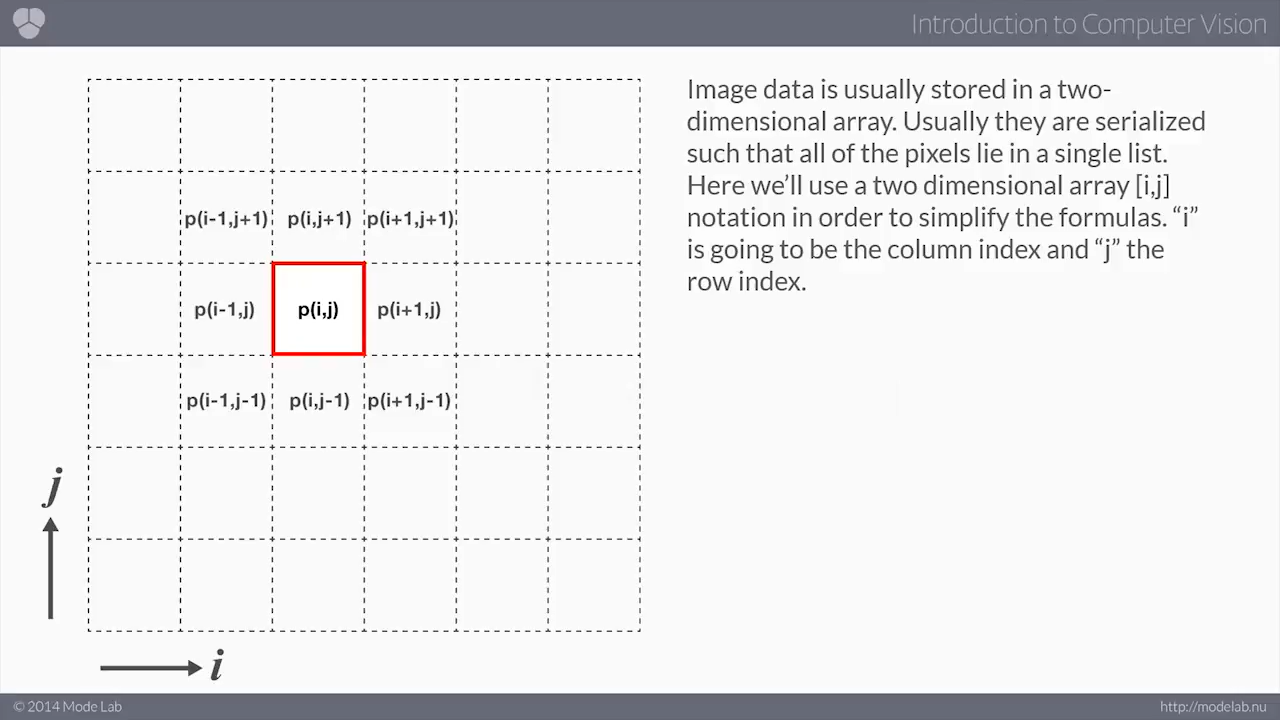 Introduction to Computer Vision
Image data is usually stored in a two-
dimensional array. Usually they are serialized
such that all of the pixels lie in a single list.
Here we’ll use a two dimensional array [i,j]
notation in order to simplify the formulas. “i”
is going to be the column index and “j” the
row index.
p(i-1,j+1) p(i,j+1) p(i+1,j+1)
p(i-1,j) p(i,j) p(i+1,j)
p(i-1,j-1) p(i,j-1) p(i+1,j-1)
j
i
© 2014 Mode Lab
http://modelab.nu